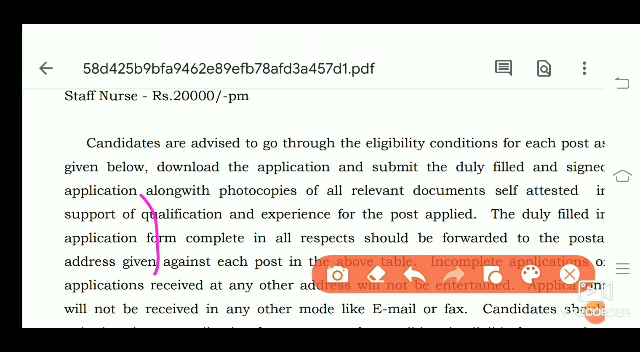 58d425b9bfa9462e89efb78afd3a457d1.pdf
Staff Nurse - Rs.20000/-pm
Candidates are advised to go through the eligibility conditions for each post as
given below, download the application and submit the duly filled and signed
application alongwith photocopies of all relevant documents self attested in
support of qualification and experience for the post applied. The duly filled in
application form complete in all respects should be forwarded to the posta
address given against each post in the above table. Incomplete applications o
applications received at any other address will not be entertained. Applications
will not be received in any other mode like E-mail or fax. Candidates